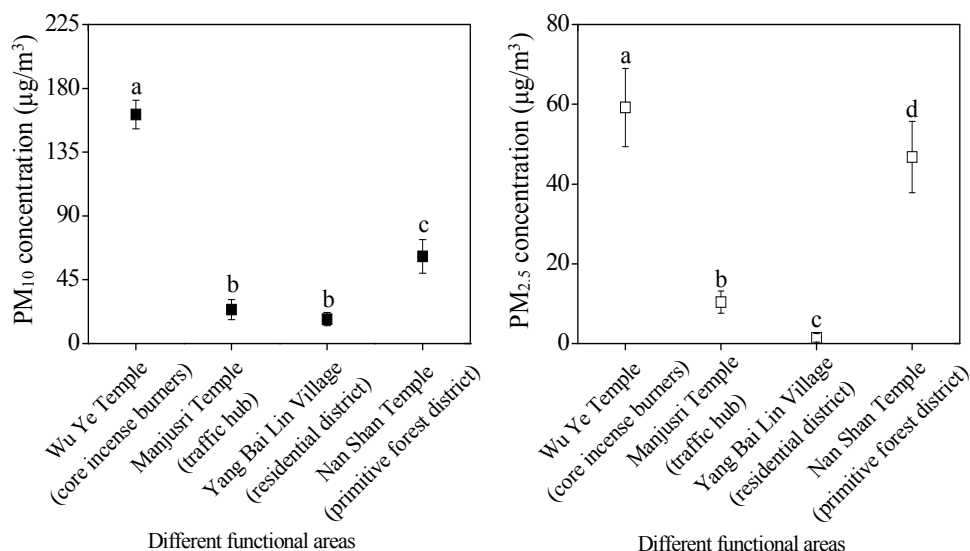 PM₁₀ concentration (μg/m³)
225
180
135
90
45
0
a
b
b
c
Wu Ye Temple
(core incense burners)
Manjusri Temple
(traffic hub)
Yang Bai Lin Village
(residential district)
Nan Shan Temple
(primitive forest district)
Different functional areas
PM₂.₅ concentration (μg/m³)
80
60
40
20
0
a
b
c
d
Wu Ye Temple
(core incense burners)
Manjusri Temple
(traffic hub)
Yang Bai Lin Village
(residential district)
Nan Shan Temple
(primitive forest district)
Different functional areas